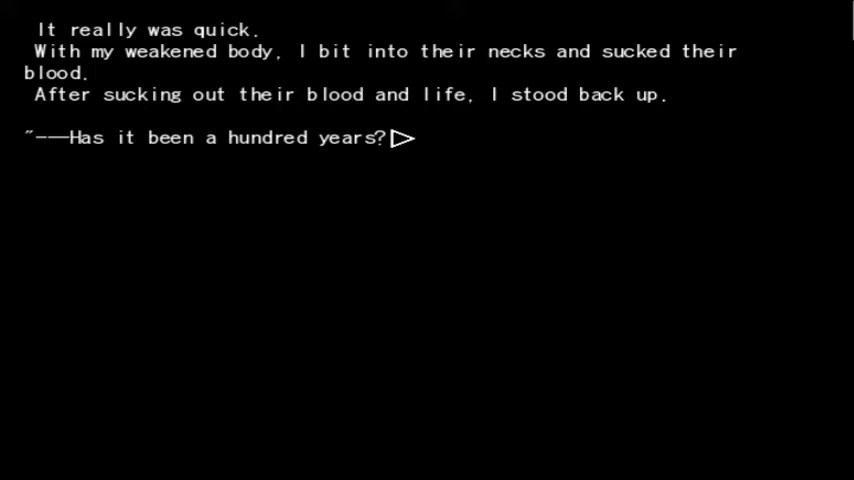 It really was quick.
With my weakened body, I bit into their necks and sucked their
blood.
After sucking out their blood and life, I stood back up.
"———Has it been a hundred years?